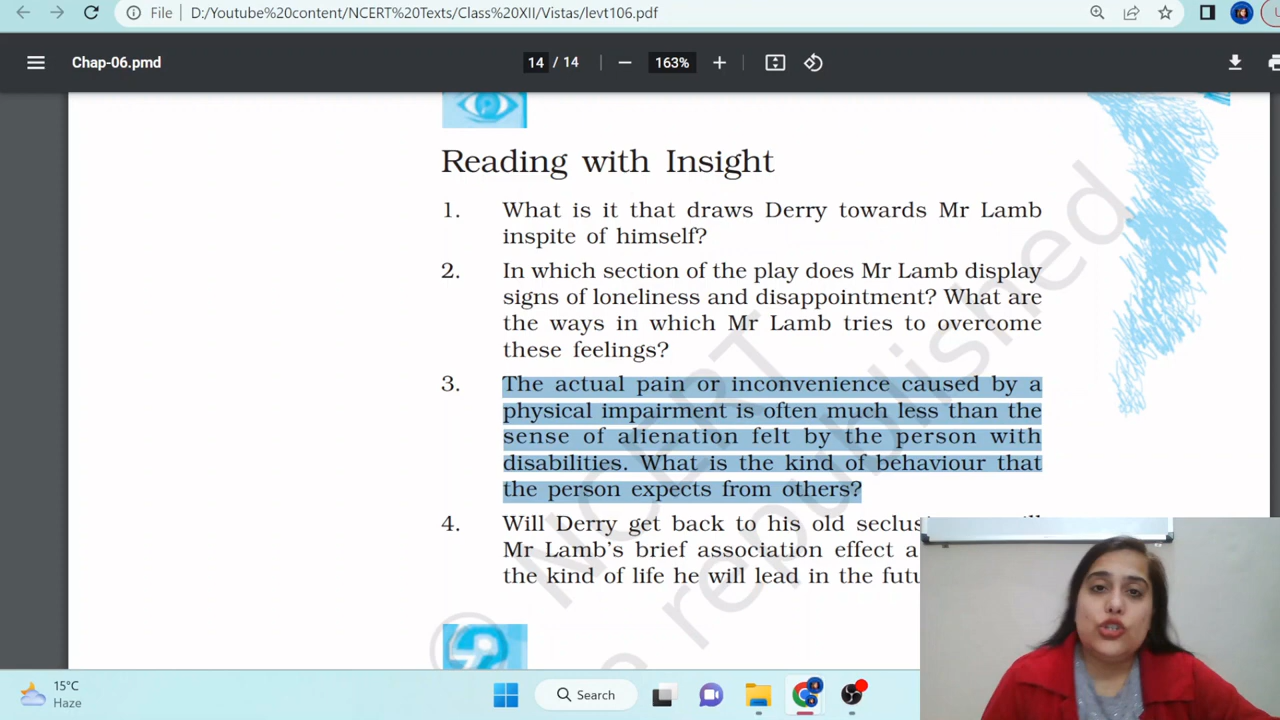 File
D:/Youtube%20content/NCERT%20Texts/Class%20XII/Vistas/levt106.pdf
Chap-06.pmd
14 / 14
163%
Reading with Insight
1. What is it that draws Derry towards Mr Lamb
inspite of himself?
2. In which section of the play does Mr Lamb display
signs of loneliness and disappointment? What are
the ways in which Mr Lamb tries to overcome
these feelings?
3. The actual pain or inconvenience caused by a
physical impairment is often much less than the
sense of alienation felt by the person with
disabilities. What is the kind of behaviour that
the person expects from others?
4. Will Derry get back to his old
Mr Lamb's brief association effect a
the kind of life he will lead in the
© NCERT
republished
15°C
Haze
Search